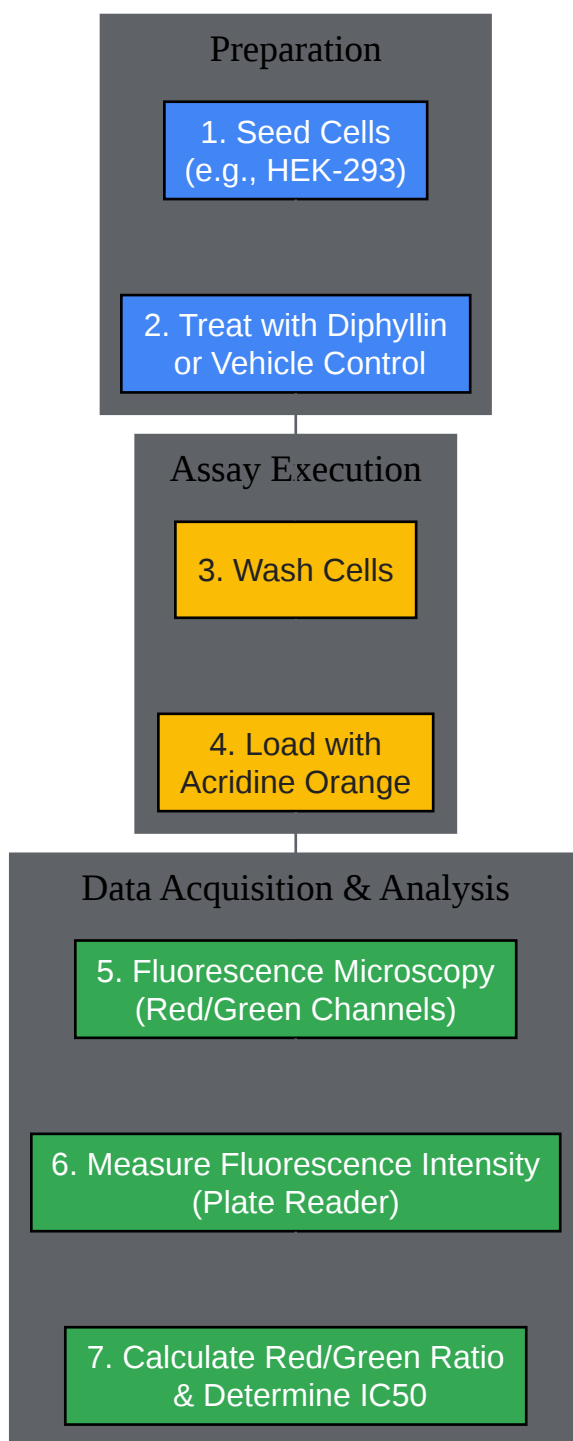 Preparation
1. Seed Cells
(e.g., HEK-293)
2. Treat with Diphyllin
or Vehicle Control
Assay Execution
3. Wash Cells
4. Load with
Acridine Orange
Data Acquisition & Analysis
5. Fluorescence Microscopy
(Red/Green Channels)
6. Measure Fluorescence Intensity
(Plate Reader)
7. Calculate Red/Green Ratio
& Determine IC50